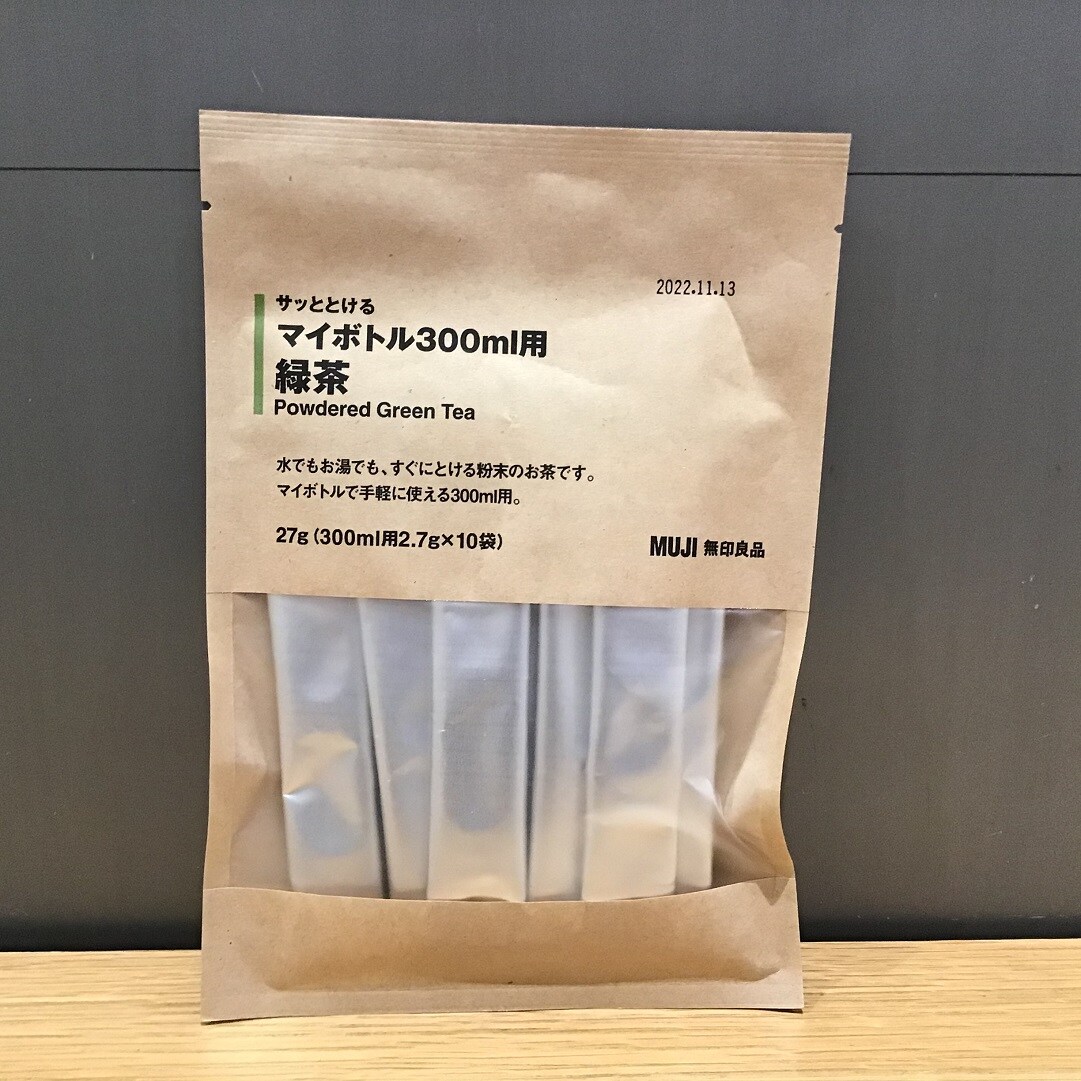 2022.11.13
サッととける
マイボトル300ml用
緑茶
Powdered Green Tea
水でもお湯でも、すぐにとける粉末のお茶です。
マイボトルで手軽に使える300ml用。
27g（300ml用2.7g×10袋）
MUJI 無印良品